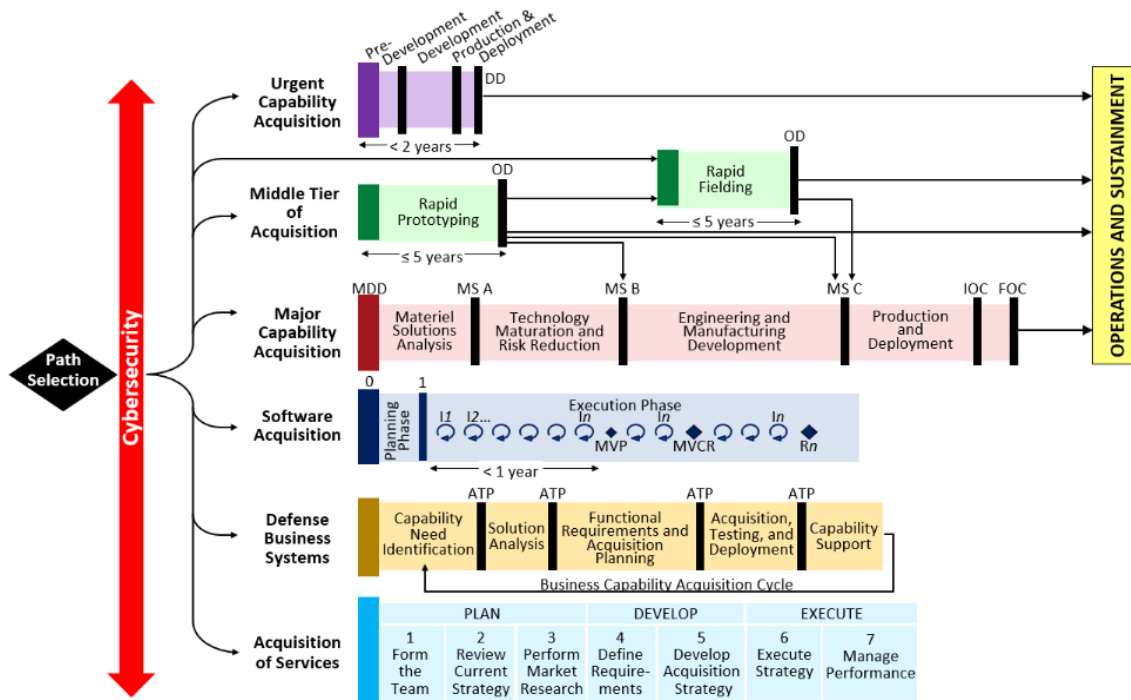 Pre-
Development
Development
Production &
Deployment
Urgent
Capability
Acquisition
DD
< 2 years
OPERATIONS AND SUSTAINMENT
Middle Tier
of
Acquisition
Rapid
Prototyping
OD
≤ 5 years
Rapid
Fielding
OD
≤ 5 years
Cybersecurity
Path
Selection
Major
Capability
Acquisition
MDD
MS A
MS B
MS C
IOC
FOC
Materiel
Solutions
Analysis
Technology
Maturation and
Risk Reduction
Engineering and
Manufacturing
Development
Production
and
Deployment
Software
Acquisition
0
1
Planning
Phase
Execution Phase
I1
I2...
In
In
In
MVP
MVCR
Rn
< 1 year
Defense
Business
Systems
ATP
ATP
ATP
ATP
Capability
Need
Identification
Solution
Analysis
Functional
Requirements and
Acquisition
Planning
Acquisition,
Testing, and
Deployment
Capability
Support
Business Capability Acquisition Cycle
Acquisition
of Services
PLAN
DEVELOP
EXECUTE
1
Form
the
Team
2
Review
Current
Strategy
3
Perform
Market
Research
4
Define
Require-
ments
5
Develop
Acquisition
Strategy
6
Execute
Strategy
7
Manage
Performance